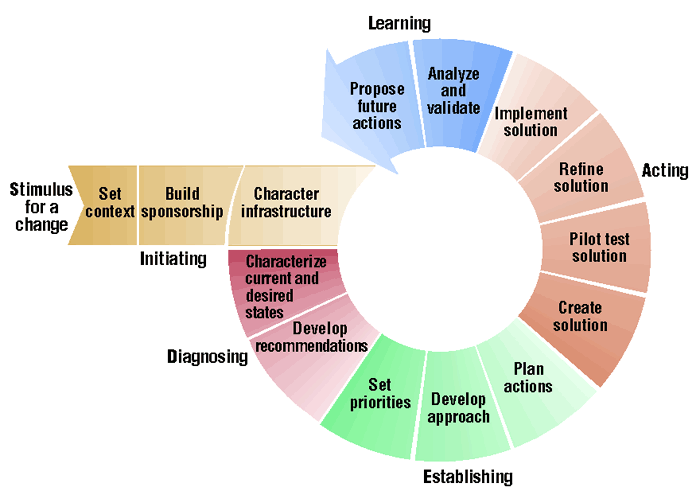 Learning
Propose
future
actions
Analyze
and
validate
Implement
solution
Refine
solution
Acting
Pilot test
solution
Create
solution
Stimulus
for a
change
Set
context
Build
sponsorship
Character
infrastructure
Initiating
Characterize
current and
desired
states
Develop
recommendations
Diagnosing
Set
priorities
Develop
approach
Plan
actions
Establishing